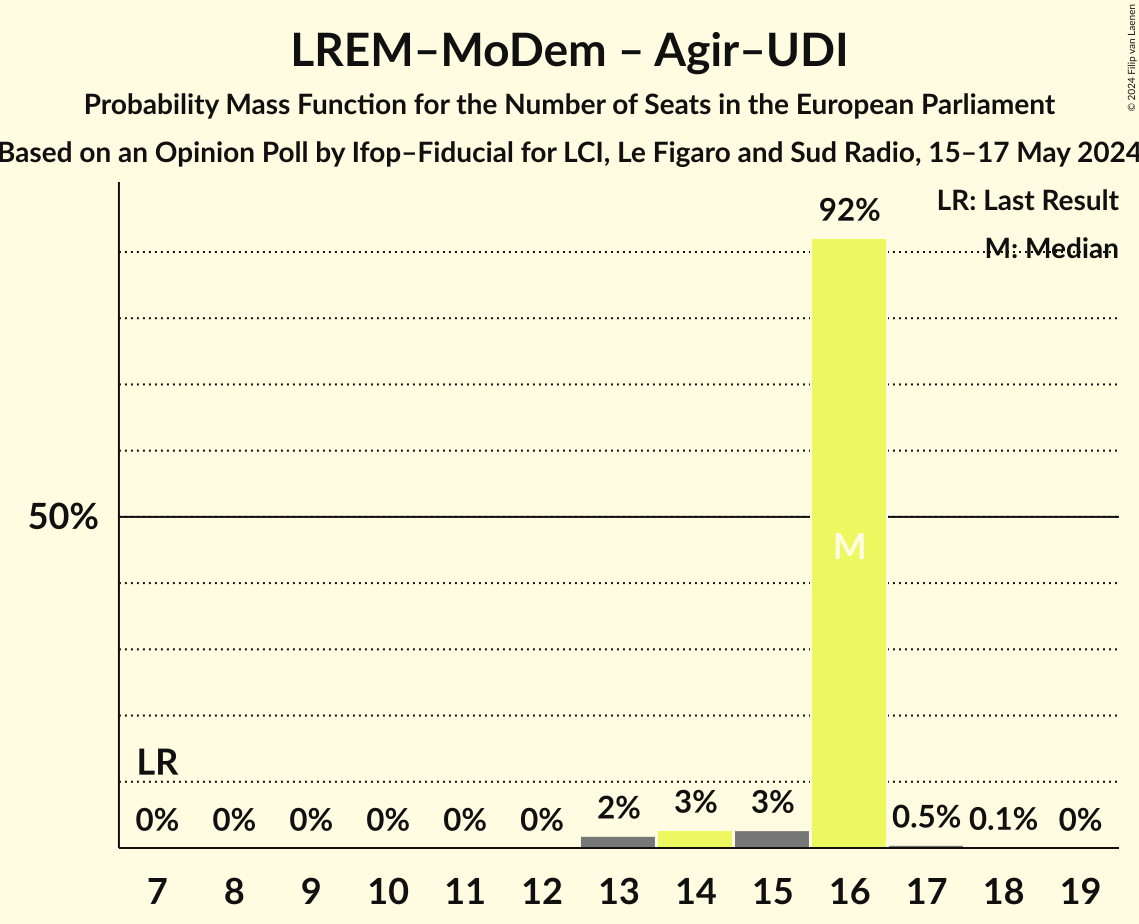 LREM–MoDem – Agir–UDI
Probability Mass Function for the Number of Seats in the European Parliament
Based on an Opinion Poll by Ifop–Fiducial for LCI, Le Figaro and Sud Radio, 15–17 May 2024
© 2024 Filip van Laenen
LR: Last Result
M: Median
92%
50%
M
LR
0% 0% 0% 0% 0% 0% 2% 3% 3% 0.5% 0.1% 0%
7 8 9 10 11 12 13 14 15 16 17 18 19